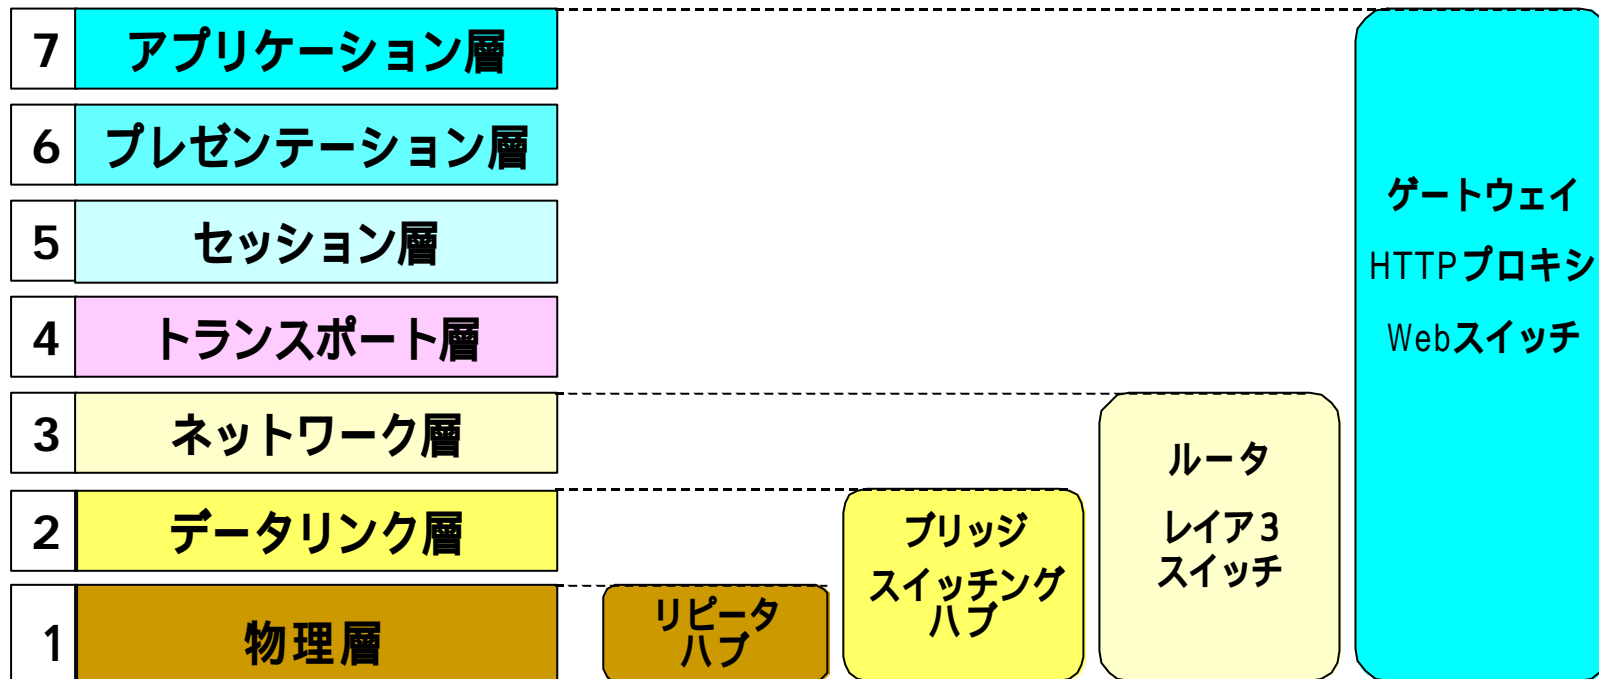 7 アプリケーション層
6 プレゼンテーション層
5 セッション層
4 トランスポート層
3 ネットワーク層
2 データリンク層
1 物理層
リピータ
ハブ
ブリッジ
スイッチング
ハブ
ルータ
レイア3
スイッチ
ゲートウェイ
HTTPプロキシ
Webスイッチ